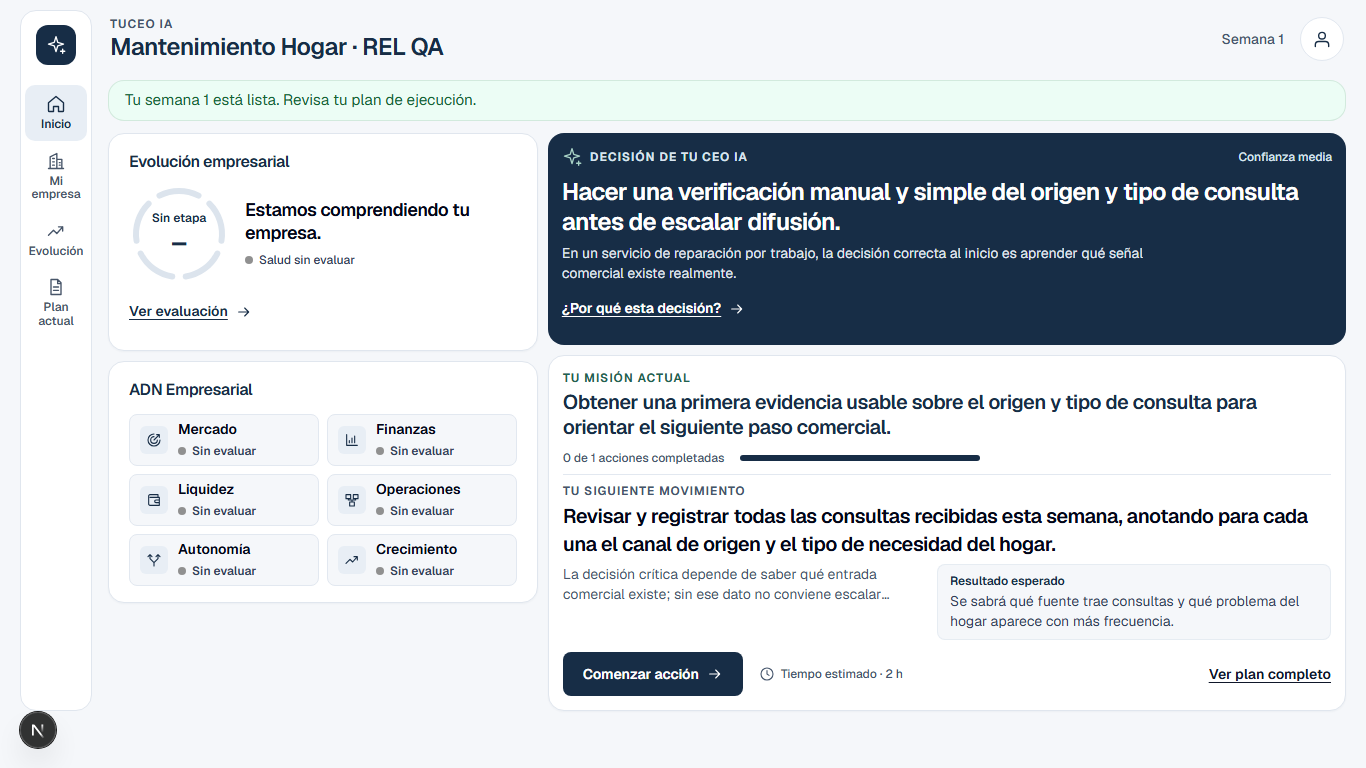 TUCEO IA
Mantenimiento Hogar · REL QA
Semana 1
Inicio
Mi
empresa
Evolución
Plan
actual
Tu semana 1 está lista. Revisa tu plan de ejecución.
Evolución empresarial
Sin etapa
–
Estamos comprendiendo tu
empresa.
Salud sin evaluar
Ver evaluación →
ADN Empresarial
Mercado
Sin evaluar
Finanzas
Sin evaluar
Liquidez
Sin evaluar
Operaciones
Sin evaluar
Autonomía
Sin evaluar
Crecimiento
Sin evaluar
DECISIÓN DE TU CEO IA
Confianza media
Hacer una verificación manual y simple del origen y tipo de consulta
antes de escalar difusión.
En un servicio de reparación por trabajo, la decisión correcta al inicio es aprender qué señal
comercial existe realmente.
¿Por qué esta decisión? →
TU MISIÓN ACTUAL
Obtener una primera evidencia usable sobre el origen y tipo de consulta para
orientar el siguiente paso comercial.
0 de 1 acciones completadas
TU SIGUIENTE MOVIMIENTO
Revisar y registrar todas las consultas recibidas esta semana, anotando para cada
una el canal de origen y el tipo de necesidad del hogar.
La decisión crítica depende de saber qué entrada
comercial existe; sin ese dato no conviene escalar…
Resultado esperado
Se sabrá qué fuente trae consultas y qué problema del
hogar aparece con más frecuencia.
Comenzar acción →
Tiempo estimado · 2 h
Ver plan completo
N